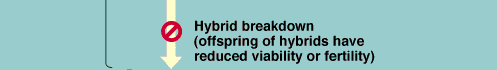 Hybrid breakdown
(offspring of hybrids have
reduced viability or fertility)